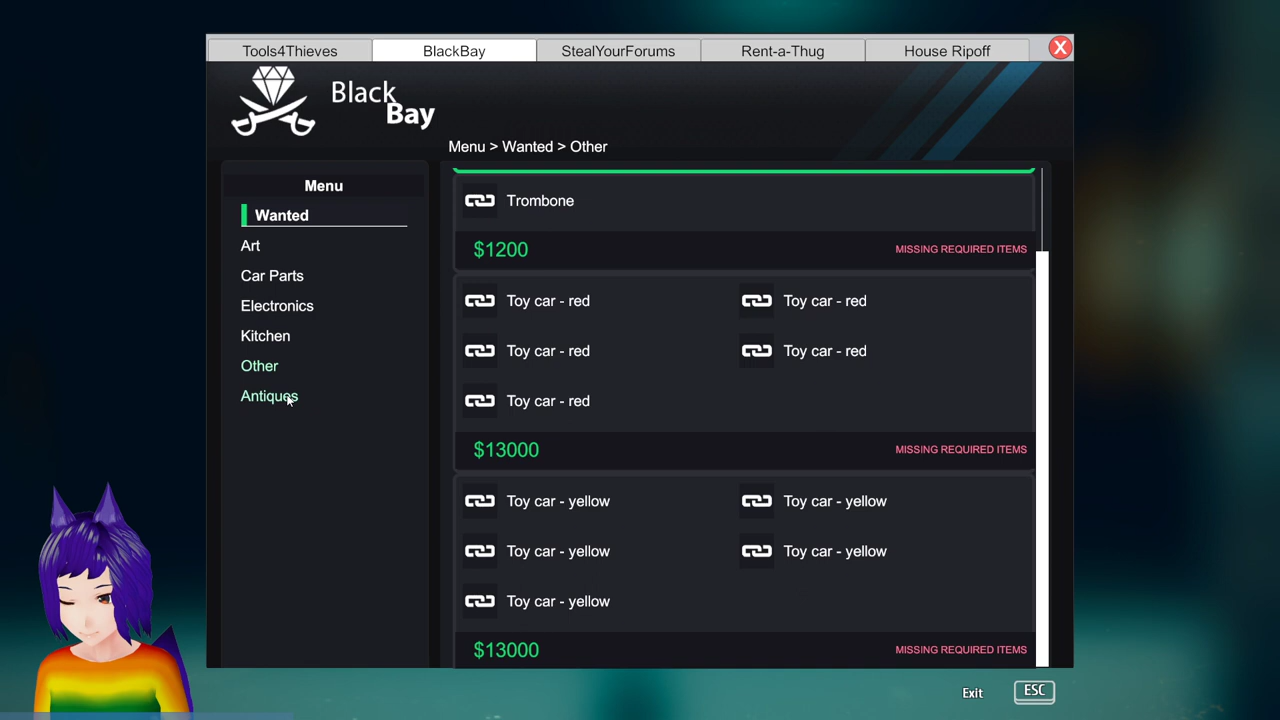 Tools4Thieves BlackBay StealYourForums Rent-a-Thug House Ripoff X
Black
Bay
Menu > Wanted > Other
Menu
Wanted
Art
Car Parts
Electronics
Kitchen
Other
Antiques
Trombone
$1200 MISSING REQUIRED ITEMS
Toy car - red Toy car - red
Toy car - red Toy car - red
Toy car - red
$13000 MISSING REQUIRED ITEMS
Toy car - yellow Toy car - yellow
Toy car - yellow Toy car - yellow
Toy car - yellow
$13000 MISSING REQUIRED ITEMS
Exit ESC